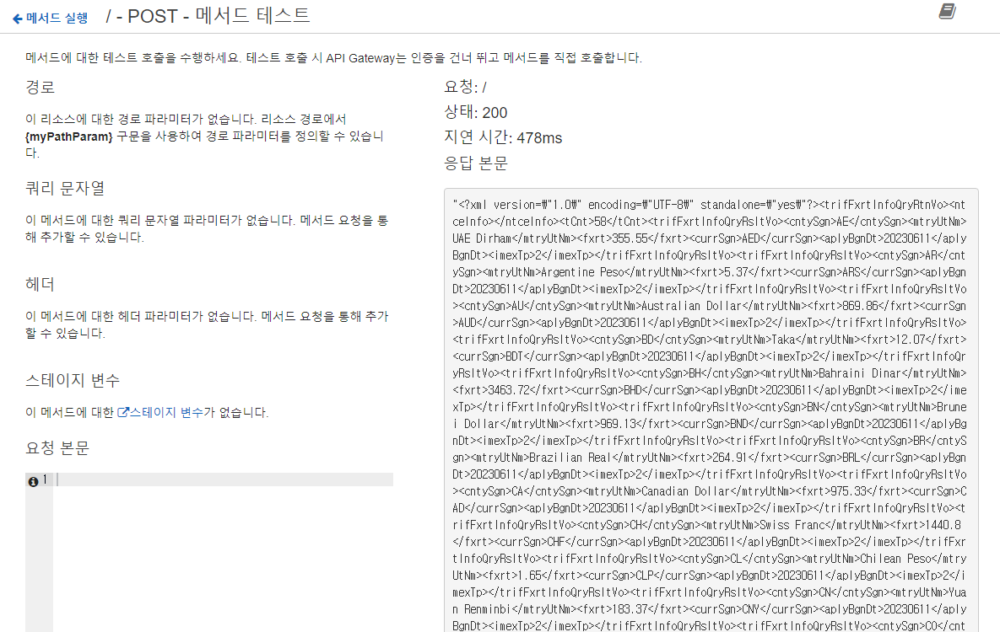 메서드 실행 / - POST - 메서드 테스트
메서드에 대한 테스트 호출을 수행하세요. 테스트 호출 시 API Gateway는 인증을 건너 뛰고 메서드를 직접 호출합니다.
경로
이 리소스에 대한 경로 파라미터가 없습니다. 리소스 경로에서
{myPathParam} 구문을 사용하여 경로 파라미터를 정의할 수 있습니
다.
쿼리 문자열
이 메서드에 대한 쿼리 문자열 파라미터가 없습니다. 메서드 요청을 통
해 추가할 수 있습니다.
헤더
이 메서드에 대한 헤더 파라미터가 없습니다. 메서드 요청을 통해 추가
할 수 있습니다.
스테이지 변수
이 메서드에 대한 스테이지 변수가 없습니다.
요청 본문
1
요청: /
상태: 200
지연 시간: 478ms
응답 본문
"<?xml version=₩"1.0₩" encoding=₩"UTF-8₩" standalone=₩"yes₩"?><trifFxrtInfoQryRtnVo><nt
ceInfo></ntceInfo><tCnt>58</tCnt><trifFxrtInfoQryRsltVo><cntySgn>AE</cntySgn><mtryUtNm>
UAE Dirham</mtryUtNm><fxrt>355.55</fxrt><currSgn>AED</currSgn><aplyBgnDt>20230611</aply
BgnDt><imexTp>2</imexTp></trifFxrtInfoQryRsltVo><trifFxrtInfoQryRsltVo><cntySgn>AR</cnt
ySgn><mtryUtNm>Argentine Peso</mtryUtNm><fxrt>5.37</fxrt><currSgn>ARS</currSgn><aplyBgn
Dt>20230611</aplyBgnDt><imexTp>2</imexTp></trifFxrtInfoQryRsltVo><trifFxrtInfoQryRsltVo
><cntySgn>AU</cntySgn><mtryUtNm>Australian Dollar</mtryUtNm><fxrt>869.86</fxrt><currSgn
>AUD</currSgn><aplyBgnDt>20230611</aplyBgnDt><imexTp>2</imexTp></trifFxrtInfoQryRsltVo>
<trifFxrtInfoQryRsltVo><cntySgn>BD</cntySgn><mtryUtNm>Taka</mtryUtNm><fxrt>12.07</fxrt>
<currSgn>BDT</currSgn><aplyBgnDt>20230611</aplyBgnDt><imexTp>2</imexTp></trifFxrtInfoQr
yRsltVo><trifFxrtInfoQryRsltVo><cntySgn>BH</cntySgn><mtryUtNm>Bahraini Dinar</mtryUtNm>
<fxrt>3463.72</fxrt><currSgn>BHD</currSgn><aplyBgnDt>20230611</aplyBgnDt><imexTp>2</ime
xTp></trifFxrtInfoQryRsltVo><trifFxrtInfoQryRsltVo><cntySgn>BN</cntySgn><mtryUtNm>Brune
i Dollar</mtryUtNm><fxrt>969.13</fxrt><currSgn>BND</currSgn><aplyBgnDt>20230611</aplyBg
nDt><imexTp>2</imexTp></trifFxrtInfoQryRsltVo><trifFxrtInfoQryRsltVo><cntySgn>BR</cntyS
gn><mtryUtNm>Brazilian Real</mtryUtNm><fxrt>264.91</fxrt><currSgn>BRL</currSgn><aplyBgn
Dt>20230611</aplyBgnDt><imexTp>2</imexTp></trifFxrtInfoQryRsltVo><trifFxrtInfoQryRsltVo
><cntySgn>CA</cntySgn><mtryUtNm>Canadian Dollar</mtryUtNm><fxrt>975.33</fxrt><currSgn>C
AD</currSgn><aplyBgnDt>20230611</aplyBgnDt><imexTp>2</imexTp></trifFxrtInfoQryRsltVo><t
rifFxrtInfoQryRsltVo><cntySgn>CH</cntySgn><mtryUtNm>Swiss Franc</mtryUtNm><fxrt>1440.8
</fxrt><currSgn>CHF</currSgn><aplyBgnDt>20230611</aplyBgnDt><imexTp>2</imexTp></trifFxr
tInfoQryRsltVo><trifFxrtInfoQryRsltVo><cntySgn>CL</cntySgn><mtryUtNm>Chilean Peso</mtry
UtNm><fxrt>1.65</fxrt><currSgn>CLP</currSgn><aplyBgnDt>20230611</aplyBgnDt><imexTp>2</i
mexTp></trifFxrtInfoQryRsltVo><trifFxrtInfoQryRsltVo><cntySgn>CN</cntySgn><mtryUtNm>Yua
n Renminbi</mtryUtNm><fxrt>183.37</fxrt><currSgn>CNY</currSgn><aplyBgnDt>20230611</aply
BgnDt><imexTp>2</imexTp></trifFxrtInfoQryRsltVo><trifFxrtInfoQryRsltVo><cntySgn>CO</cnt